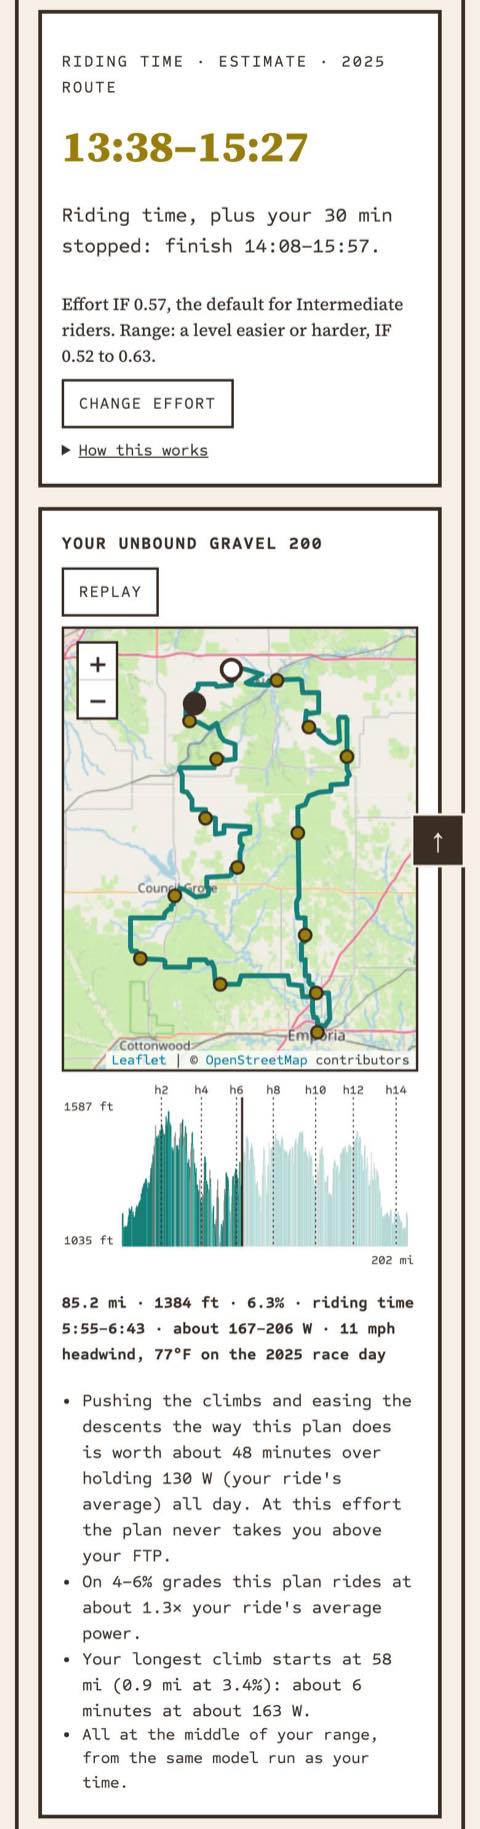 RIDING TIME · ESTIMATE · 2025
ROUTE
13:38–15:27
Riding time, plus your 30 min
stopped: finish 14:08–15:57.
Effort IF 0.57, the default for Intermediate
riders. Range: a level easier or harder, IF
0.52 to 0.63.
CHANGE EFFORT
▶ How this works
YOUR UNBOUND GRAVEL 200
REPLAY
+
−
↑
Council Grove
Emporia
Cottonwood
Leaflet | © OpenStreetMap contributors
h2 h4 h6 h8 h10 h12 h14
1587 ft
1035 ft
202 mi
85.2 mi · 1384 ft · 6.3% · riding time
5:55–6:43 · about 167–206 W · 11 mph
headwind, 77°F on the 2025 race day
• Pushing the climbs and easing the
descents the way this plan does
is worth about 48 minutes over
holding 130 W (your ride's
average) all day. At this effort
the plan never takes you above
your FTP.
• On 4–6% grades this plan rides at
about 1.3× your ride's average
power.
• Your longest climb starts at 58
mi (0.9 mi at 3.4%): about 6
minutes at about 163 W.
• All at the middle of your range,
from the same model run as your
time.